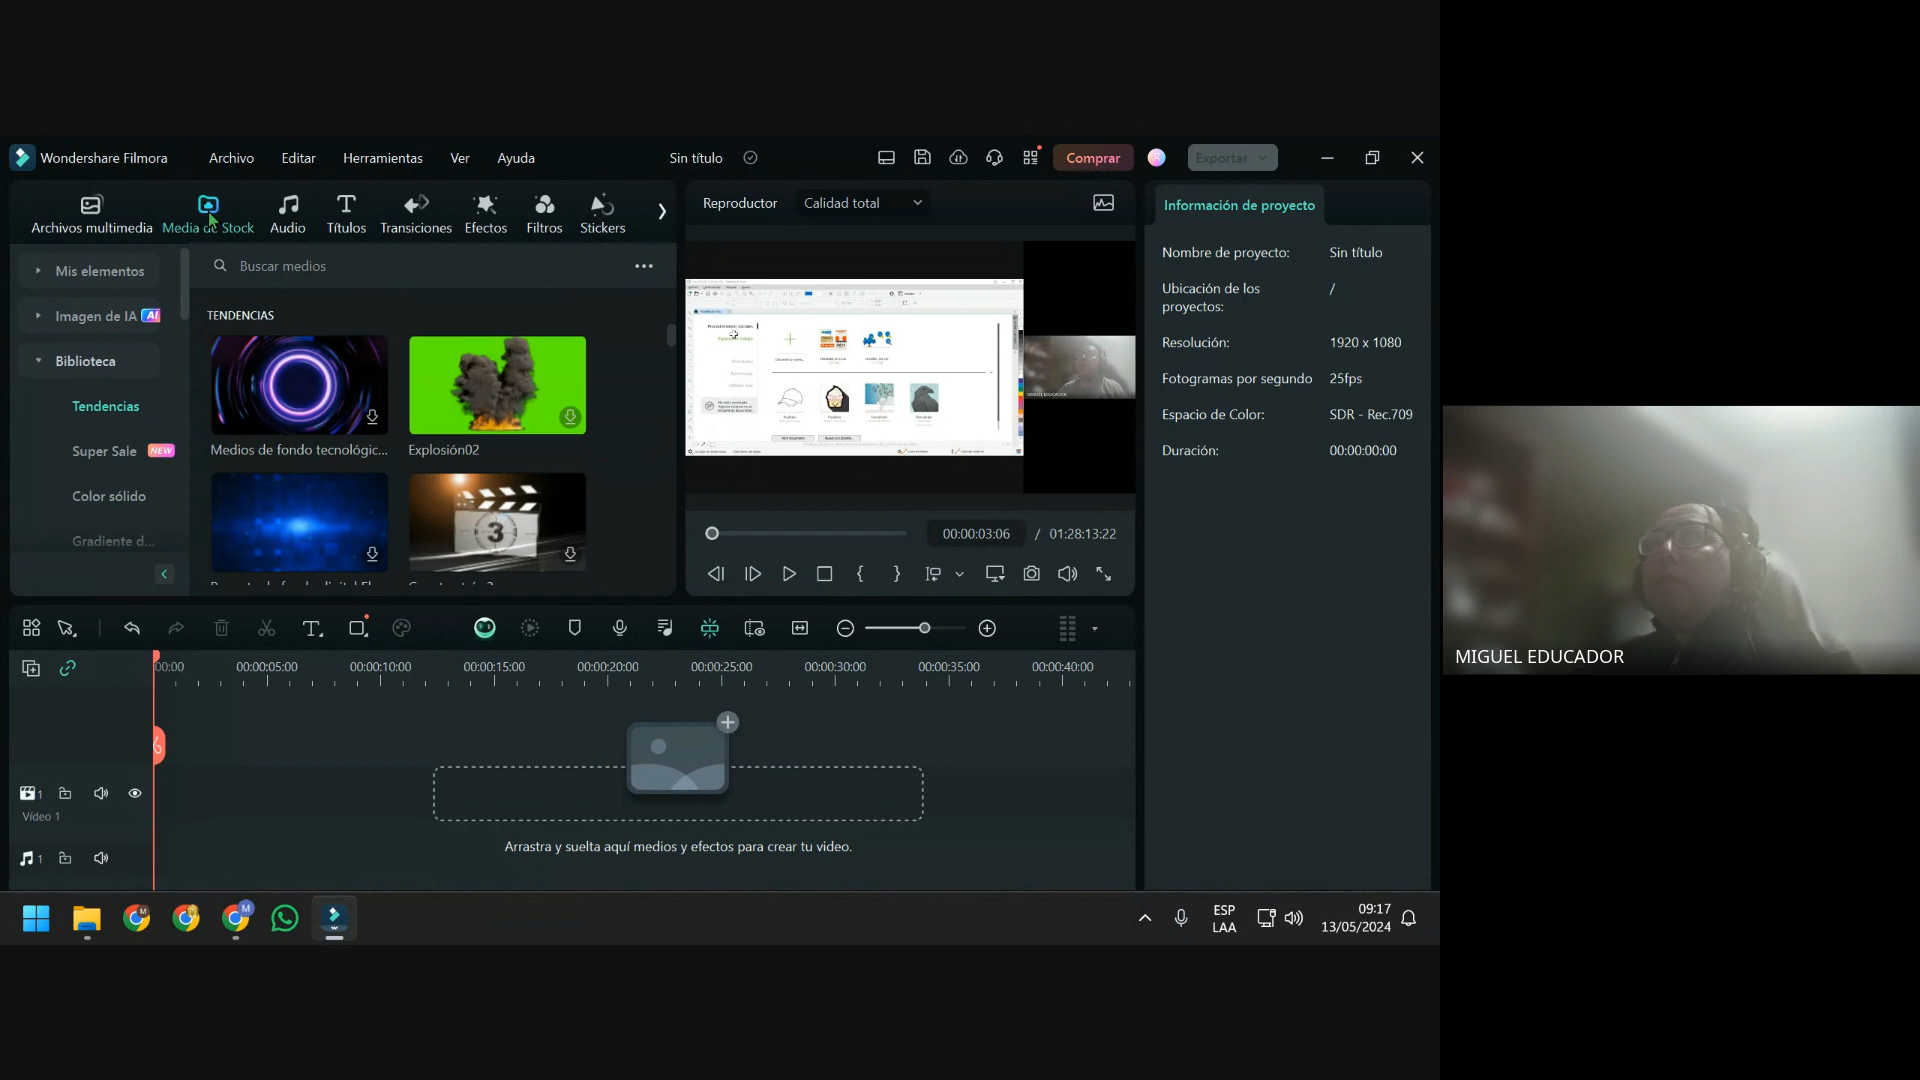 Wondershare Filmora
Archivo
Editar
Herramientas
Ver
Ayuda
Sin título
Comprar
Exportar
Archivos multimedia
Media de Stock
Audio
Títulos
Transiciones
Efectos
Filtros
Stickers
Reproductor
Calidad total
Información de proyecto
Mis elementos
Imagen de IA AI
Biblioteca
Tendencias
Super Sale NEW
Color sólido
Gradiente d...
Buscar medios
TENDENCIAS
Medios de fondo tecnológic...
Explosión02
3
MIGUEL EDUCADOR
00:00:03:06 / 01:28:13:22
Nombre de proyecto: Sin título
Ubicación de los
proyectos: /
Resolución: 1920 x 1080
Fotogramas por segundo 25fps
Espacio de Color: SDR - Rec.709
Duración: 00:00:00:00
00:00 00:00:05:00 00:00:10:00 00:00:15:00 00:00:20:00 00:00:25:00 00:00:30:00 00:00:35:00 00:00:40:00
1
Vídeo 1
1
Arrastra y suelta aquí medios y efectos para crear tu video.
M
ESP
LAA
09:17
13/05/2024
MIGUEL EDUCADOR